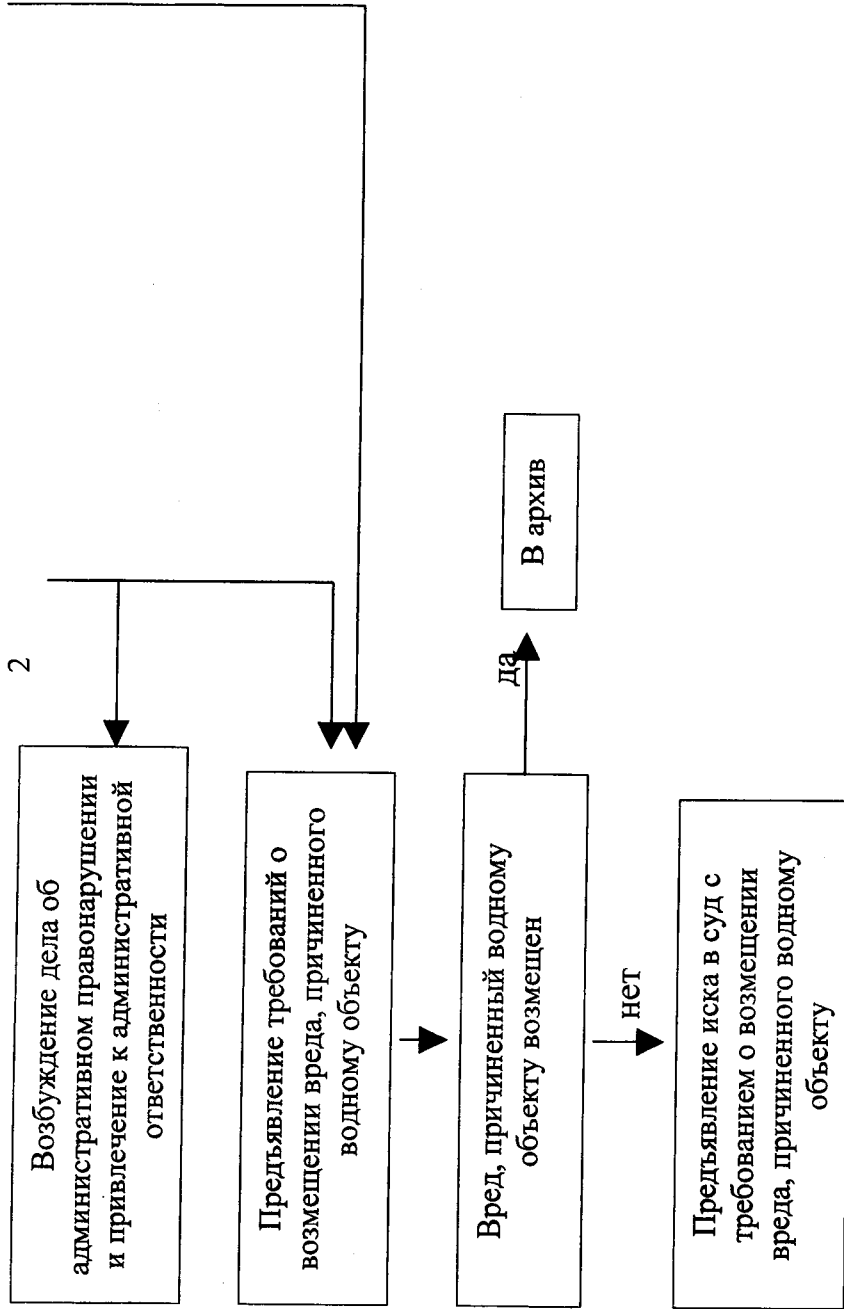 2
Возбуждение дела об
административном правонарушении
и привлечение к административной
ответственности
Предъявление требований о
возмещении вреда, причиненного
водному объекту
Вред, причиненный водному
объекту возмещен
да
В архив
нет
Предъявление иска в суд с
требованием о возмещении
вреда, причиненного водному
объекту